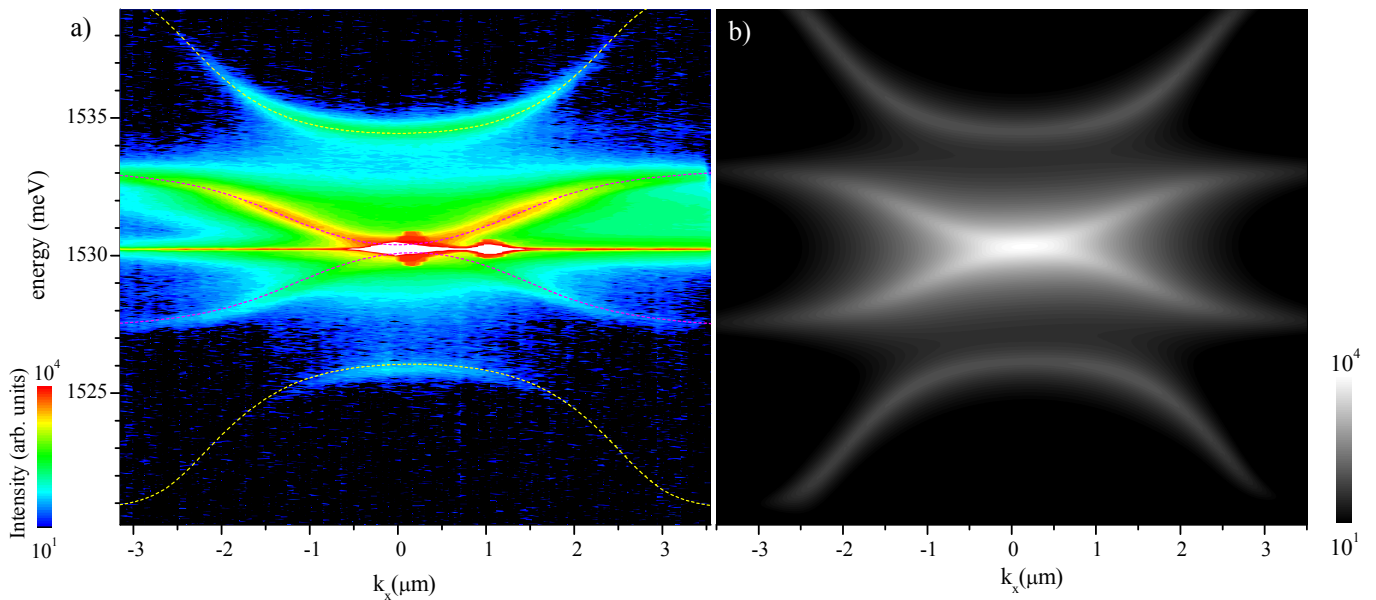 a)
b)
energy (meV)
1535
1530
1525
Intensity (arb. units)
10^4
10^1
-3 -2 -1 0 1 2 3
k_x(μm)
10^4
10^1
-3 -2 -1 0 1 2 3
k_x(μm)